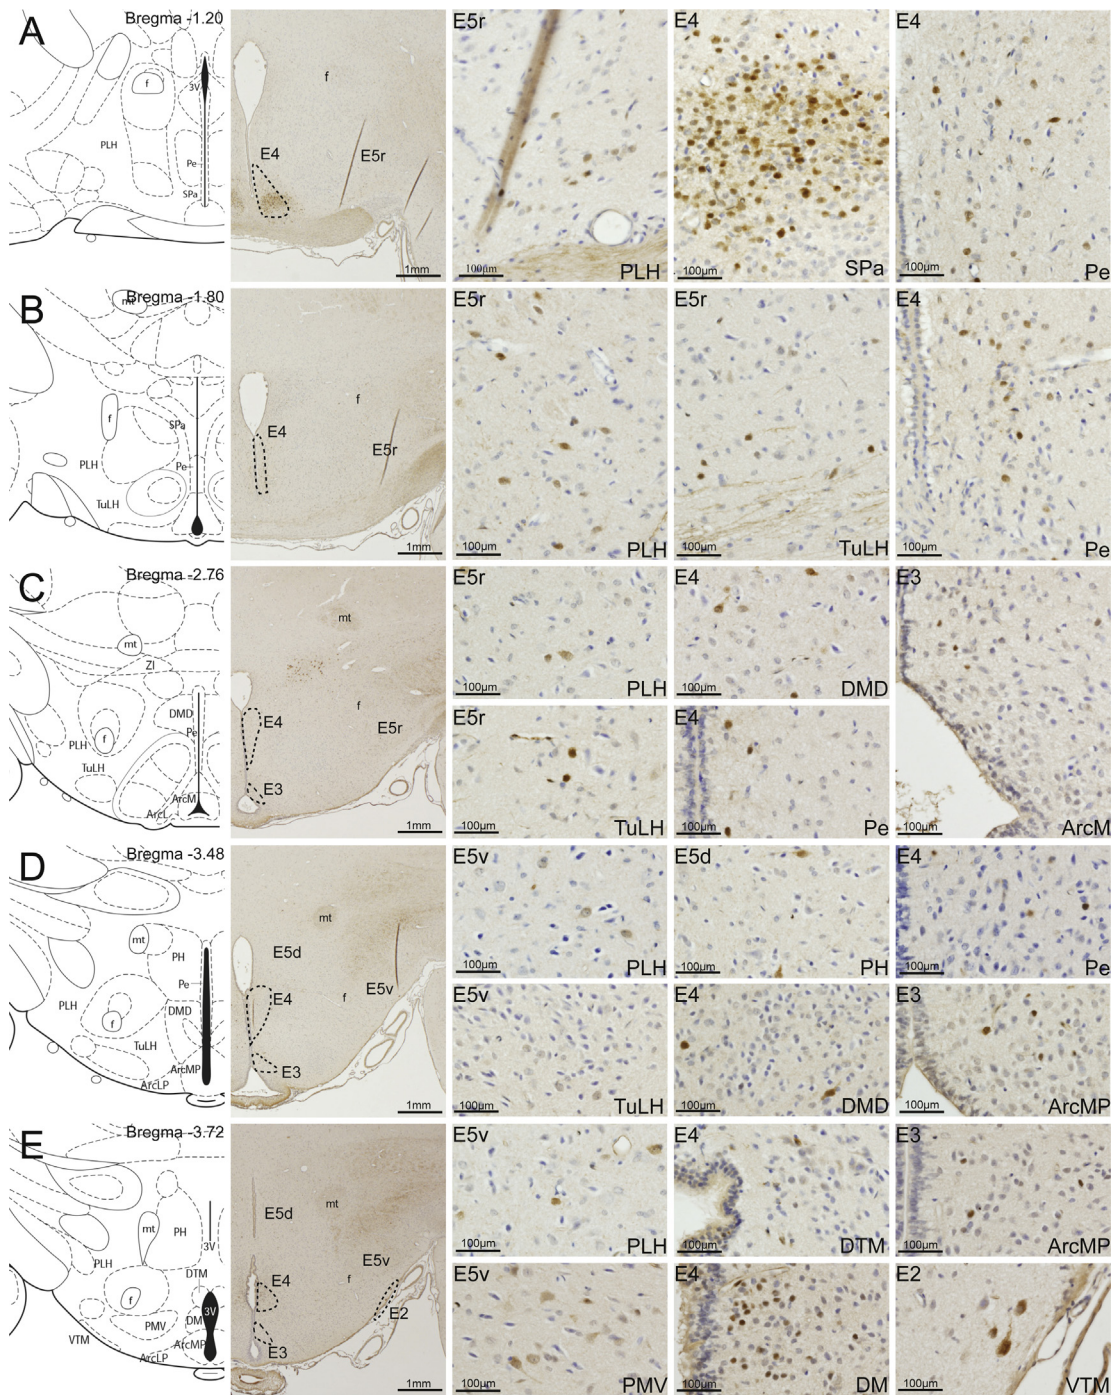 A
Bregma -1.20
f
3V
PLH
Pe
SPa
f
E4
E5r
1mm
E5r
100µm
PLH
E4
100µm
SPa
E4
100µm
Pe
B
Bregma -1.80
mt
f
SPa
Pe
PLH
TuLH
f
E4
E5r
1mm
E5r
100µm
PLH
E5r
100µm
TuLH
E4
100µm
Pe
C
Bregma -2.76
mt
ZI
DMD
Pe
f
PLH
TuLH
ArcM
ArcL
mt
f
E4
E5r
E3
1mm
E5r
100µm
PLH
E4
100µm
DMD
E5r
100µm
TuLH
E4
100µm
Pe
E3
100µm
ArcM
D
Bregma -3.48
mt
PH
Pe
PLH
DMD
f
TuLH
ArcMP
ArcLP
mt
E5d
E4
f
E5v
E3
1mm
E5v
100µm
PLH
E5d
100µm
PH
E4
100µm
Pe
E5v
100µm
TuLH
E4
100µm
DMD
E3
100µm
ArcMP
E
Bregma -3.72
mt
PH
3V
PLH
DTM
f
3V
DM
PMV
VTM
ArcMP
ArcLP
mt
E5d
E5v
E4
f
E2
E3
1mm
E5v
100µm
PLH
E4
100µm
DTM
E3
100µm
ArcMP
E5v
100µm
PMV
E4
100µm
DM
E2
100µm
VTM